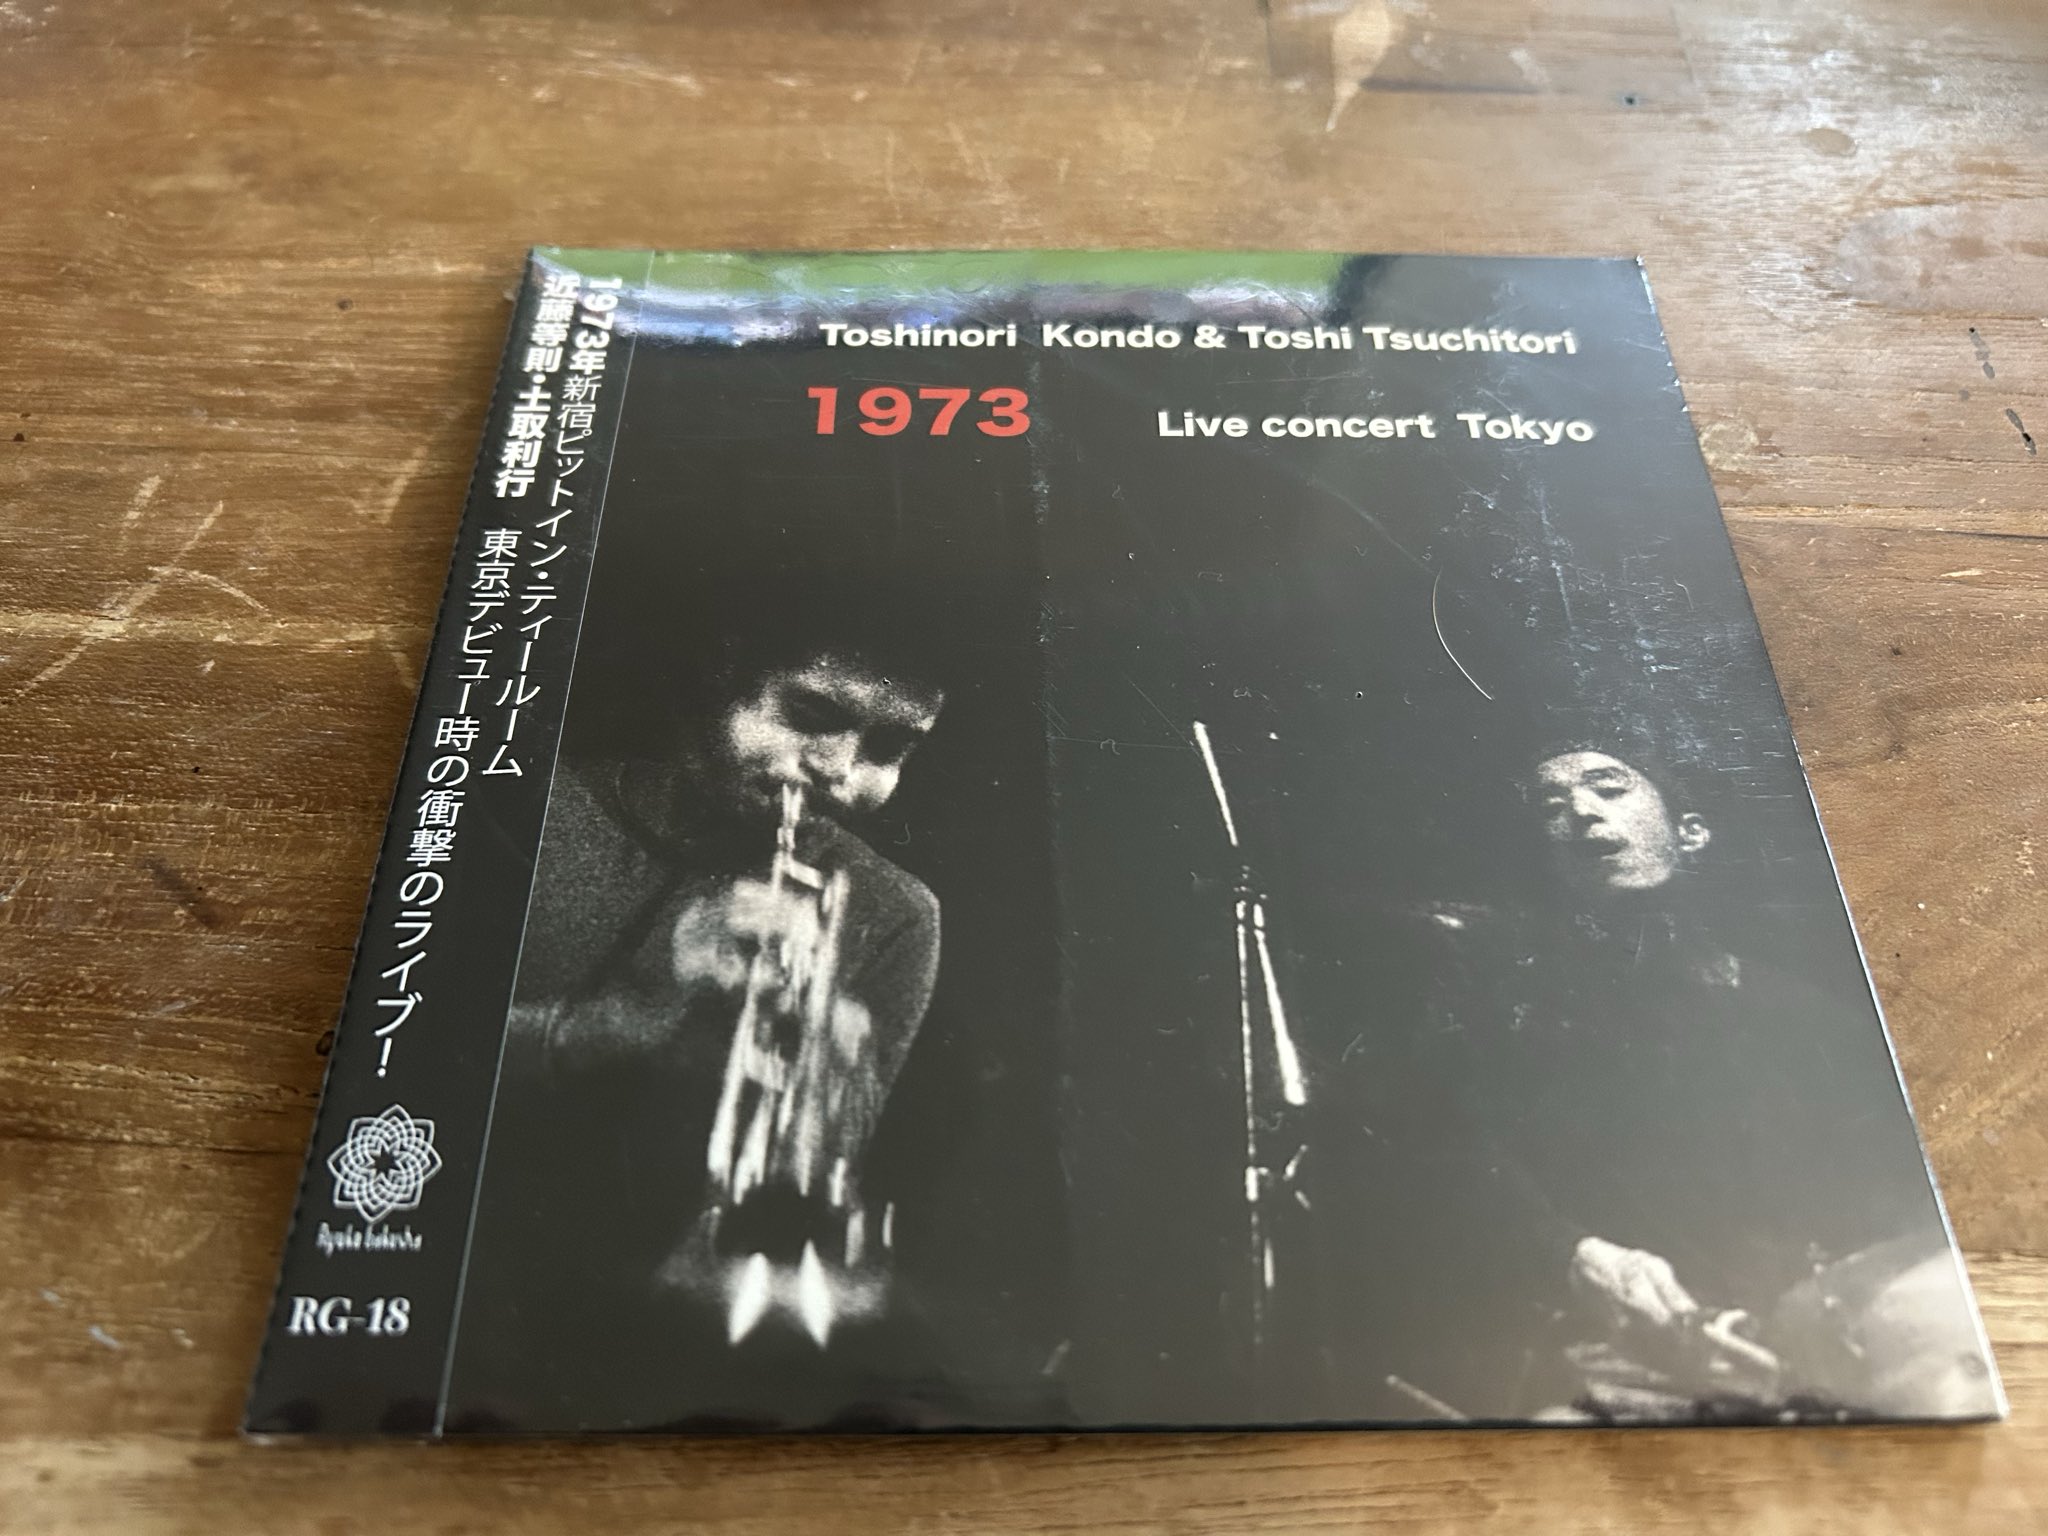 Toshinori Kondo & Toshi Tsuchitori
1973 Live concert Tokyo
1973年新宿ピットイン・ティールーム
近藤等則・土取利行 東京デビュー時の衝撃のライブ!
RG-18